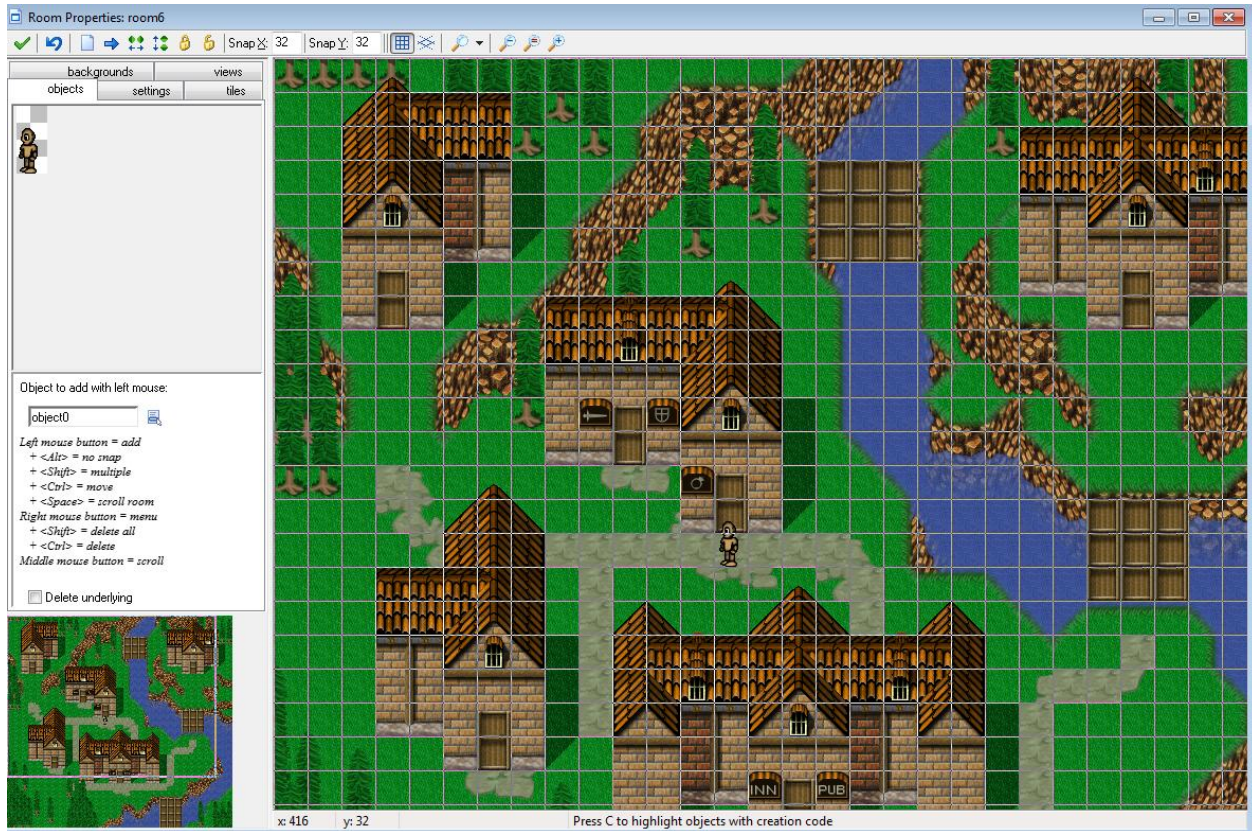 Room Properties: room6
Snap X: 32 Snap Y: 32
backgrounds views
objects settings tiles
Object to add with left mouse:
object0
Left mouse button = add
+ <Alt> = no snap
+ <Shift> = multiple
+ <Ctrl> = move
+ <Space> = scroll room
Right mouse button = menu
+ <Shift> = delete all
+ <Ctrl> = delete
Middle mouse button = scroll
Delete underlying
INN PUB
x: 416 y: 32 Press C to highlight objects with creation code